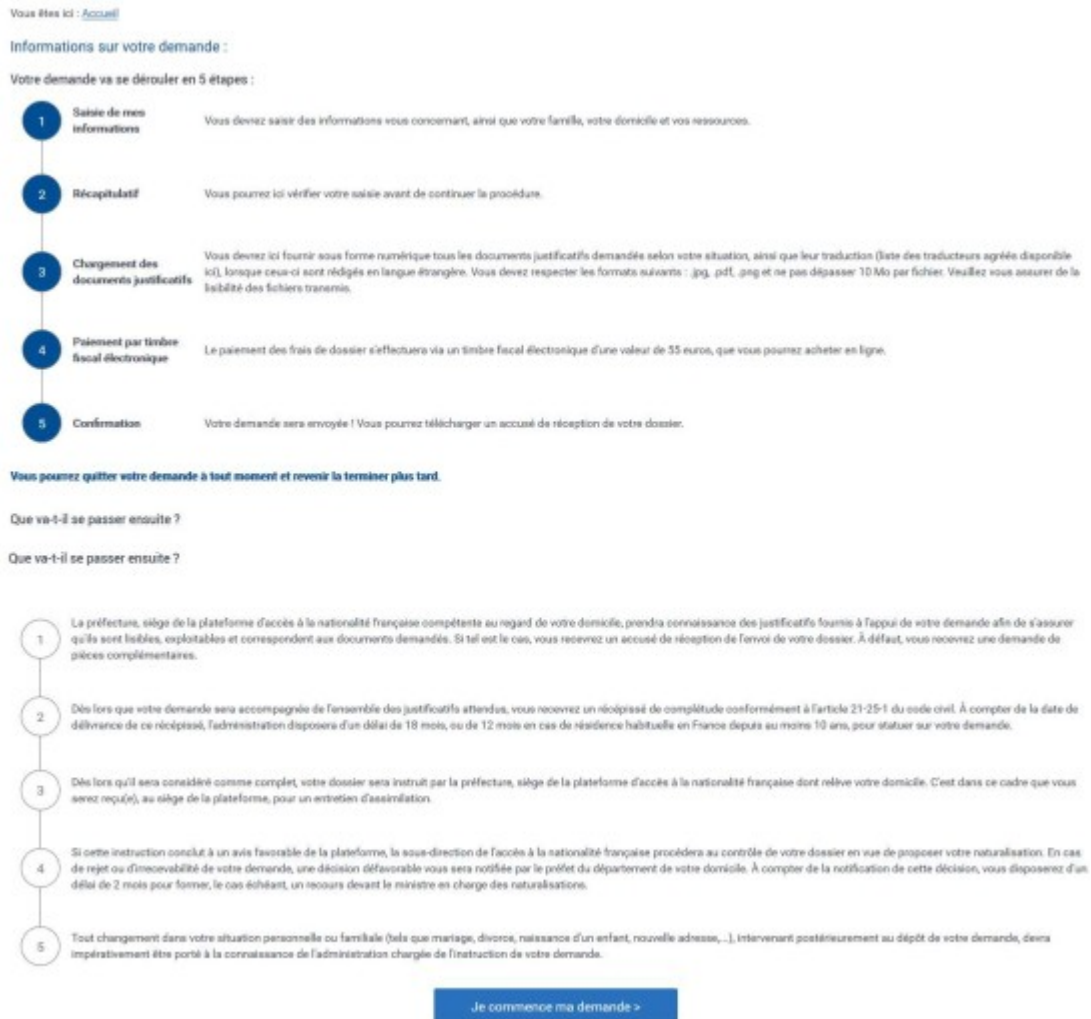 Vous êtes ici : Accueil
Informations sur votre demande :
Votre demande va se dérouler en 5 étapes :
1
Saisie de mes
informations
Vous devrez saisir des informations vous concernant, ainsi que votre famille, votre domicile et vos ressources.
2
Récapitulatif
Vous pourrez ici vérifier votre saisie avant de continuer la procédure.
3
Chargement des
documents justificatifs
Vous devrez ici fournir sous forme numérique tous les documents justificatifs demandés selon votre situation, ainsi que leur traduction (liste des traducteurs agréés disponible
ici), lorsque ceux-ci sont rédigés en langue étrangère. Vous devez respecter les formats suivants : .jpg, .pdf, .png et ne pas dépasser 10 Mo par fichier. Veuillez vous assurer de la
lisibilité des fichiers transmis.
4
Paiement par timbre
fiscal électronique
Le paiement des frais de dossier s'effectuera via un timbre fiscal électronique d'une valeur de 55 euros, que vous pourrez acheter en ligne.
5
Confirmation
Votre demande sera envoyée ! Vous pourrez télécharger un accusé de réception de votre dossier.
Vous pourrez quitter votre demande à tout moment et revenir la terminer plus tard.
Que va-t-il se passer ensuite ?
Que va-t-il se passer ensuite ?
1
La préfecture, siège de la plateforme d'accès à la nationalité française compétente au regard de votre domicile, prendra connaissance des justificatifs fournis à l'appui de votre demande afin de s'assurer
qu'ils sont lisibles, exploitables et correspondent aux documents demandés. Si tel est le cas, vous recevrez un accusé de réception de l'envoi de votre dossier. À défaut, vous recevrez une demande de
pièces complémentaires.
2
Dès lors que votre demande sera accompagnée de l'ensemble des justificatifs attendus, vous recevrez un récépissé de complétude conformément à l'article 21-25-1 du code civil. À compter de la date de
délivrance de ce récépissé, l'administration disposera d'un délai de 18 mois, ou de 12 mois en cas de résidence habituelle en France depuis au moins 10 ans, pour statuer sur votre demande.
3
Dès lors qu'il sera considéré comme complet, votre dossier sera instruit par la préfecture, siège de la plateforme d'accès à la nationalité française dont relève votre domicile. C'est dans ce cadre que vous
serez reçu(e), au siège de la plateforme, pour un entretien d'assimilation.
4
Si cette instruction conclut à un avis favorable de la plateforme, la sous-direction de l'accès à la nationalité française procédera au contrôle de votre dossier en vue de proposer votre naturalisation. En cas
de rejet ou d'irrecevabilité de votre demande, une décision défavorable vous sera notifiée par le préfet du département de votre domicile. À compter de la notification de cette décision, vous disposerez d'un
délai de 2 mois pour former, le cas échéant, un recours devant le ministre en charge des naturalisations.
5
Tout changement dans votre situation personnelle ou familiale (tels que mariage, divorce, naissance d'un enfant, nouvelle adresse,...), intervenant postérieurement au dépôt de votre demande, devra
impérativement être porté à la connaissance de l'administration chargée de l'instruction de votre demande.
Je commence ma demande >